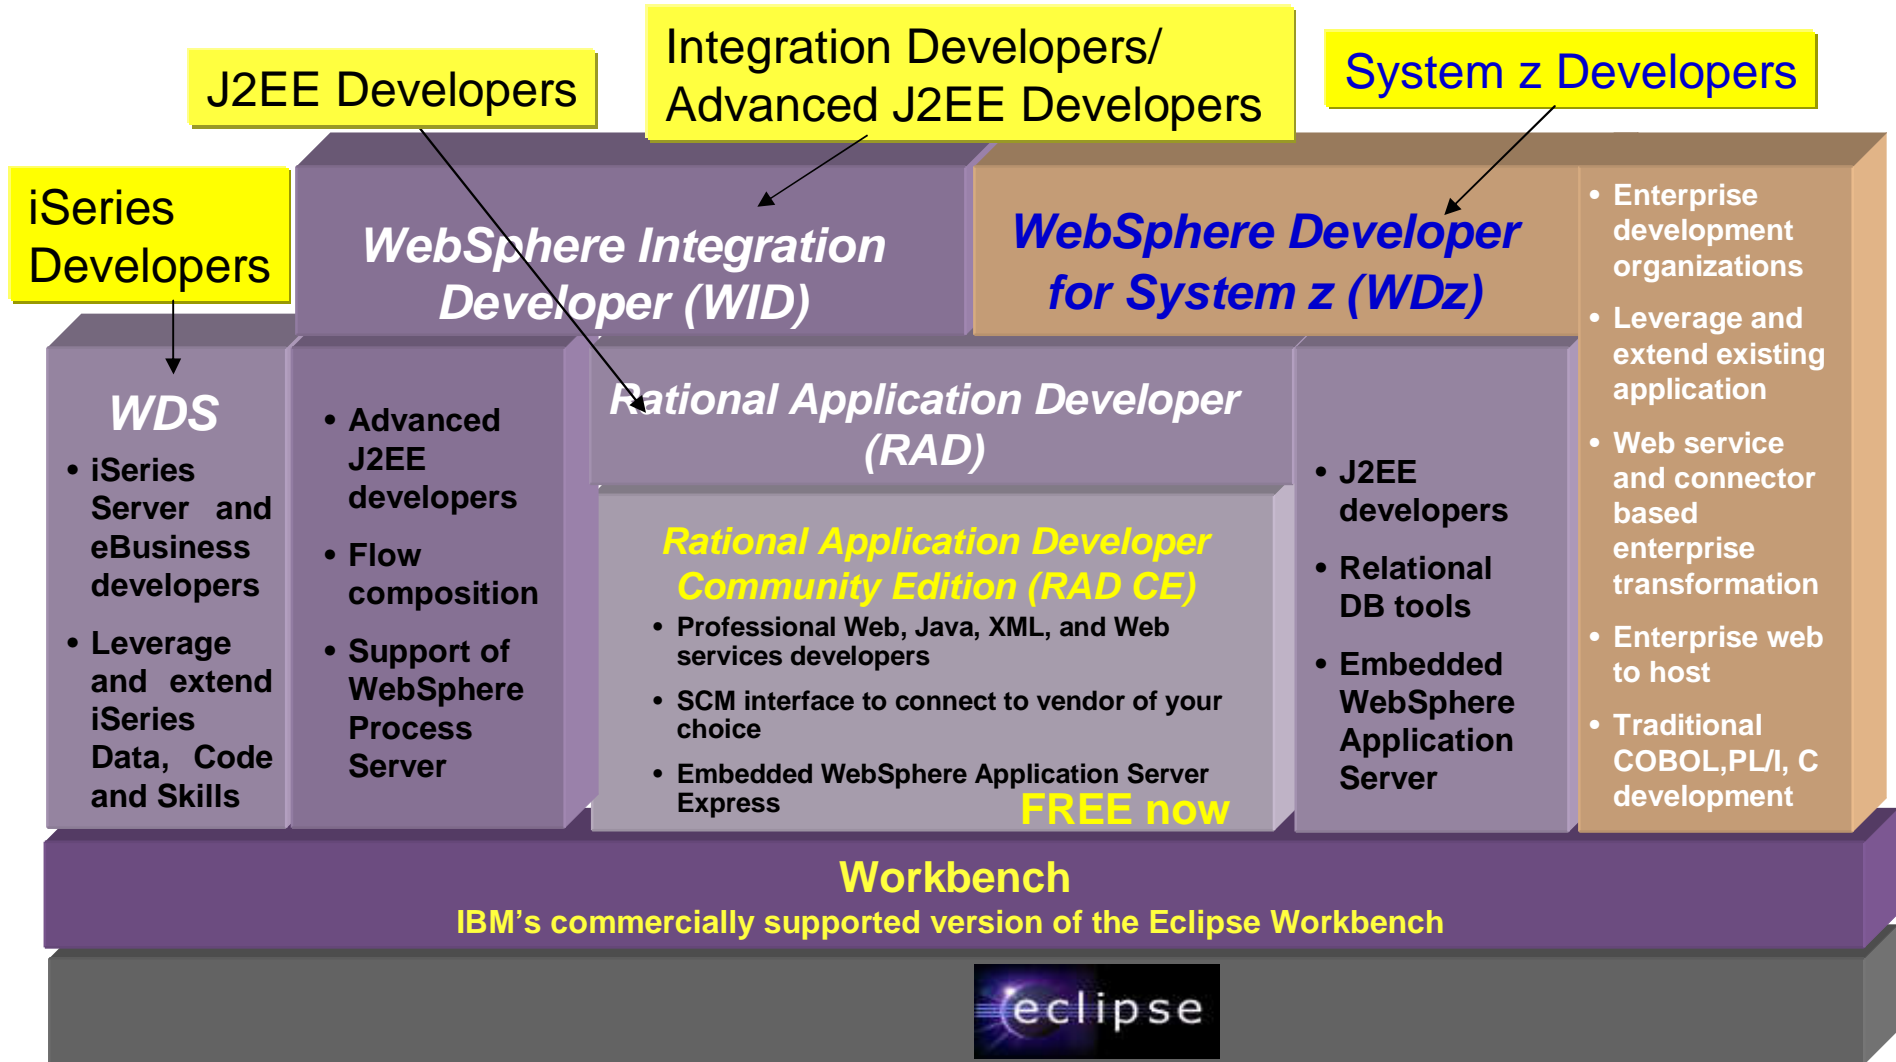 J2EE Developers
Integration Developers/
Advanced J2EE Developers
System z Developers
iSeries
Developers
WebSphere Integration
Developer (WID)
WebSphere Developer
for System z (WDz)
• Enterprise
development
organizations
• Leverage and
extend existing
application
• Web service
and connector
based
enterprise
transformation
• Enterprise web
to host
• Traditional
COBOL,PL/I, C
development
WDS
• iSeries
Server and
eBusiness
developers
• Leverage
and extend
iSeries
Data, Code
and Skills
• Advanced
J2EE
developers
• Flow
composition
• Support of
WebSphere
Process
Server
Rational Application Developer
(RAD)
Rational Application Developer
Community Edition (RAD CE)
• Professional Web, Java, XML, and Web
services developers
• SCM interface to connect to vendor of your
choice
• Embedded WebSphere Application Server
Express
FREE now
• J2EE
developers
• Relational
DB tools
• Embedded
WebSphere
Application
Server
Workbench
IBM’s commercially supported version of the Eclipse Workbench
eclipse